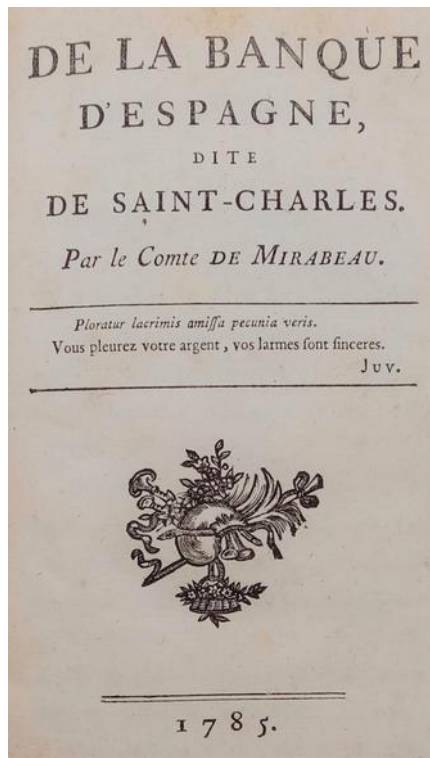 DE LA BANQUE
D'ESPAGNE,
DITE
DE SAINT-CHARLES.
Par le Comte DE MIRABEAU.
Ploratur lacrimis amiſſa pecunia veris.
Vous pleurez votre argent, vos larmes ſont ſinceres.
JUV.
1785.